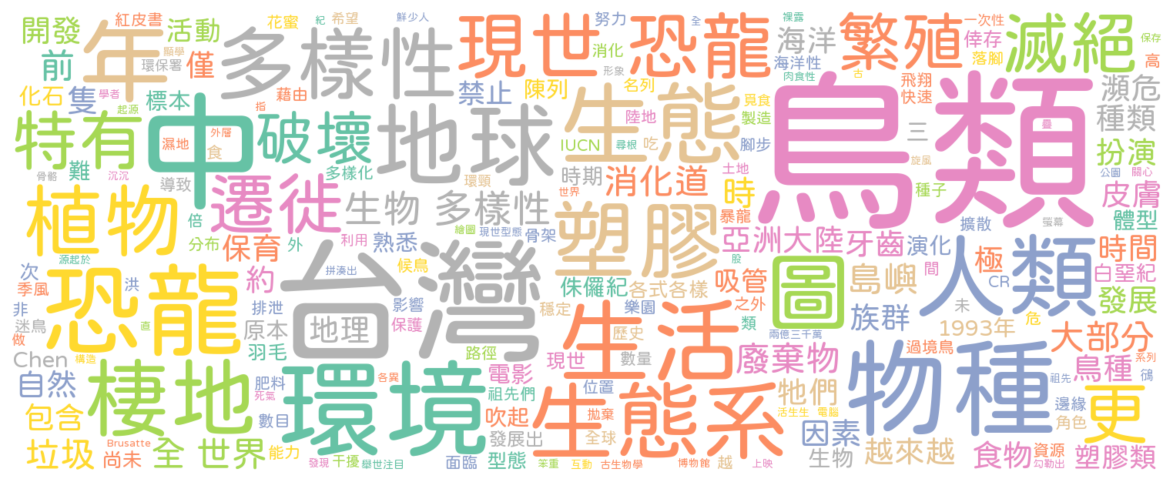 開發
年
活動
紅皮書
顯學
環保署
花蜜
紀
希望
鮮少人
多樣性
努力
消化
形象
全
現世 恐龍
裸露
海洋
海洋性
肉食性
古
繁殖
一次性
倖存
落腳
滅絕
保存
高
前
僅
化石
隻
學者
起源
標本
藉由
指
禁止
陳列
名列
生態
覓食
製造
陸地
飛翔
快速
瀕危
種類
特有
中
破壞
濕地
外層
食
地球
IUCN
尋根
吃
腳步
鳥類
三
旋風
扮演
公園
關心
骨骼
難
沉沉
導致
多樣化
環頸
時期
消化道
世界
土地
時
暴龍
種子
皮膚
植物
遷徙
倍
分布
保育
外
生物 多樣性
繪圖
現世型態
利用
熟悉
骨架
塑膠
亞洲大陸
牙齒
股
演化
擴散
螢幕
體型
時間
源起於
恐龍
約
台灣
拼湊出
候鳥
侏儸紀
各式各樣
吸管
圖
島嶼
間
人類
極
白堊紀
CR
發展
次
季風
洪
非
迷鳥
做
直
排泄
原本
羽毛
地理
影響
保護
路徑
穩定
樂園
之外
類
兩億三千萬
歷史
族群
未
1993年
危
大部分
Chen
構造
自然
棲地
肥料
死氣
數目
環境
各異
電影
祖先們
現世
數量
生活
位置
廢棄物
過境鳥
物種
鳥種
系列
鴴
祖先
邊緣
角色
更
包含
吹起
發展出
生態系
拋棄
全球
牠們
活生生
電腦
因素
垃圾
Brusatte
尚未
全 世界
能力
發現
干擾
舉世注目
面臨
型態
笨重
互動
古生物學
博物館
越
上映
生物
越來越
食物
資源
勾勒出
塑膠類